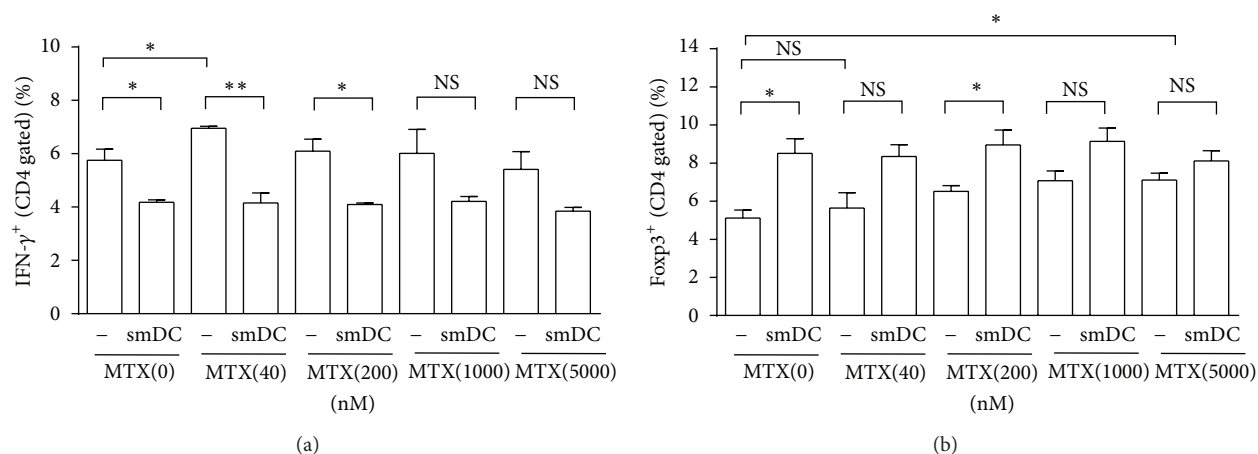 10
8
6
4
2
0
IFN-γ⁺ (CD4 gated) (%)
*
*
**
*
NS
NS
– smDC – smDC – smDC – smDC – smDC
MTX(0) MTX(40) MTX(200) MTX(1000) MTX(5000)
(nM)
(a)
14
12
10
8
6
4
2
0
Foxp3⁺ (CD4 gated) (%)
*
NS
*
NS
*
NS
NS
– smDC – smDC – smDC – smDC – smDC
MTX(0) MTX(40) MTX(200) MTX(1000) MTX(5000)
(nM)
(b)